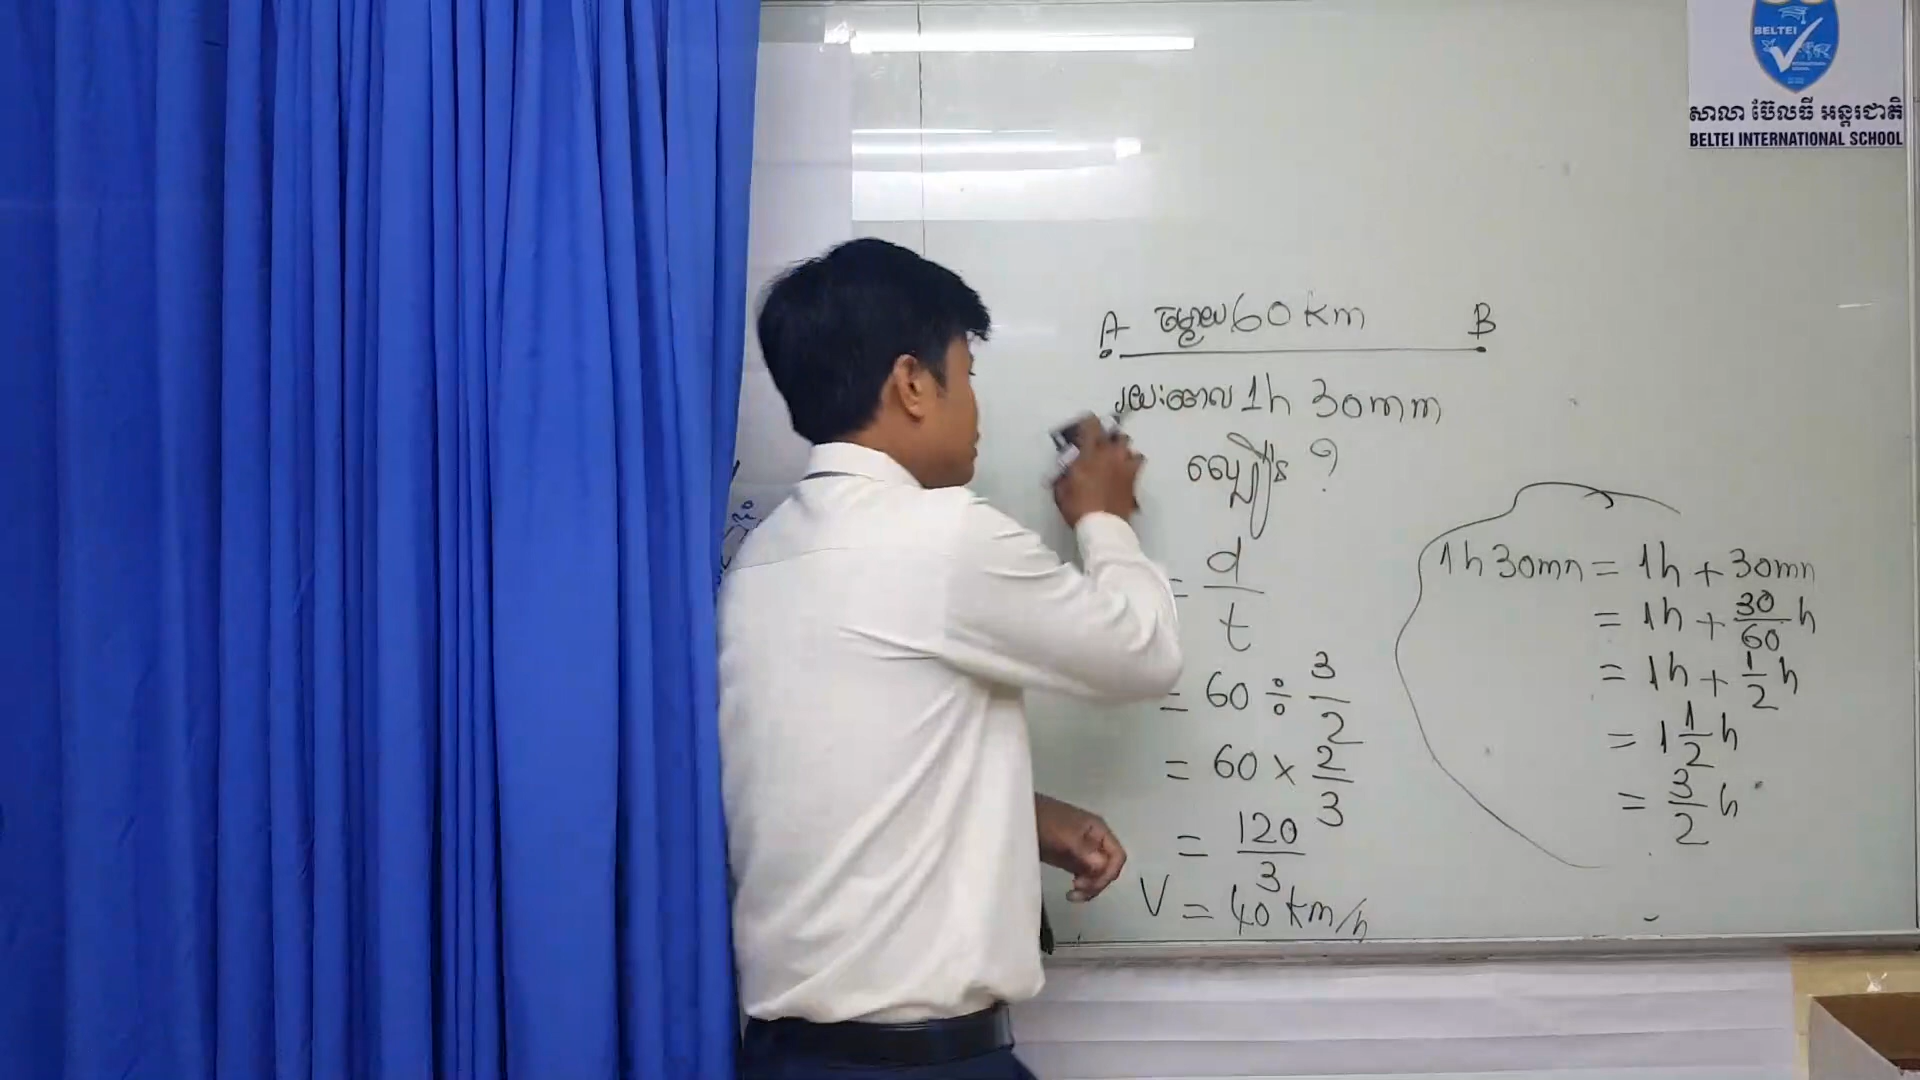 BELTEI
សាលា ប៊ែលធី អន្តរជាតិ
BELTEI INTERNATIONAL SCHOOL
A ចម្ងាយ 60 km B
រយៈពេល 1h 30mn
ល្បឿន ?
= d/t
= 60 ÷ 3/2
= 60 × 2/3
= 120/3
V = 40 km/h
1h 30mn = 1h + 30mn
= 1h + 30/60 h
= 1h + 1/2 h
= 1 1/2 h
= 3/2 h